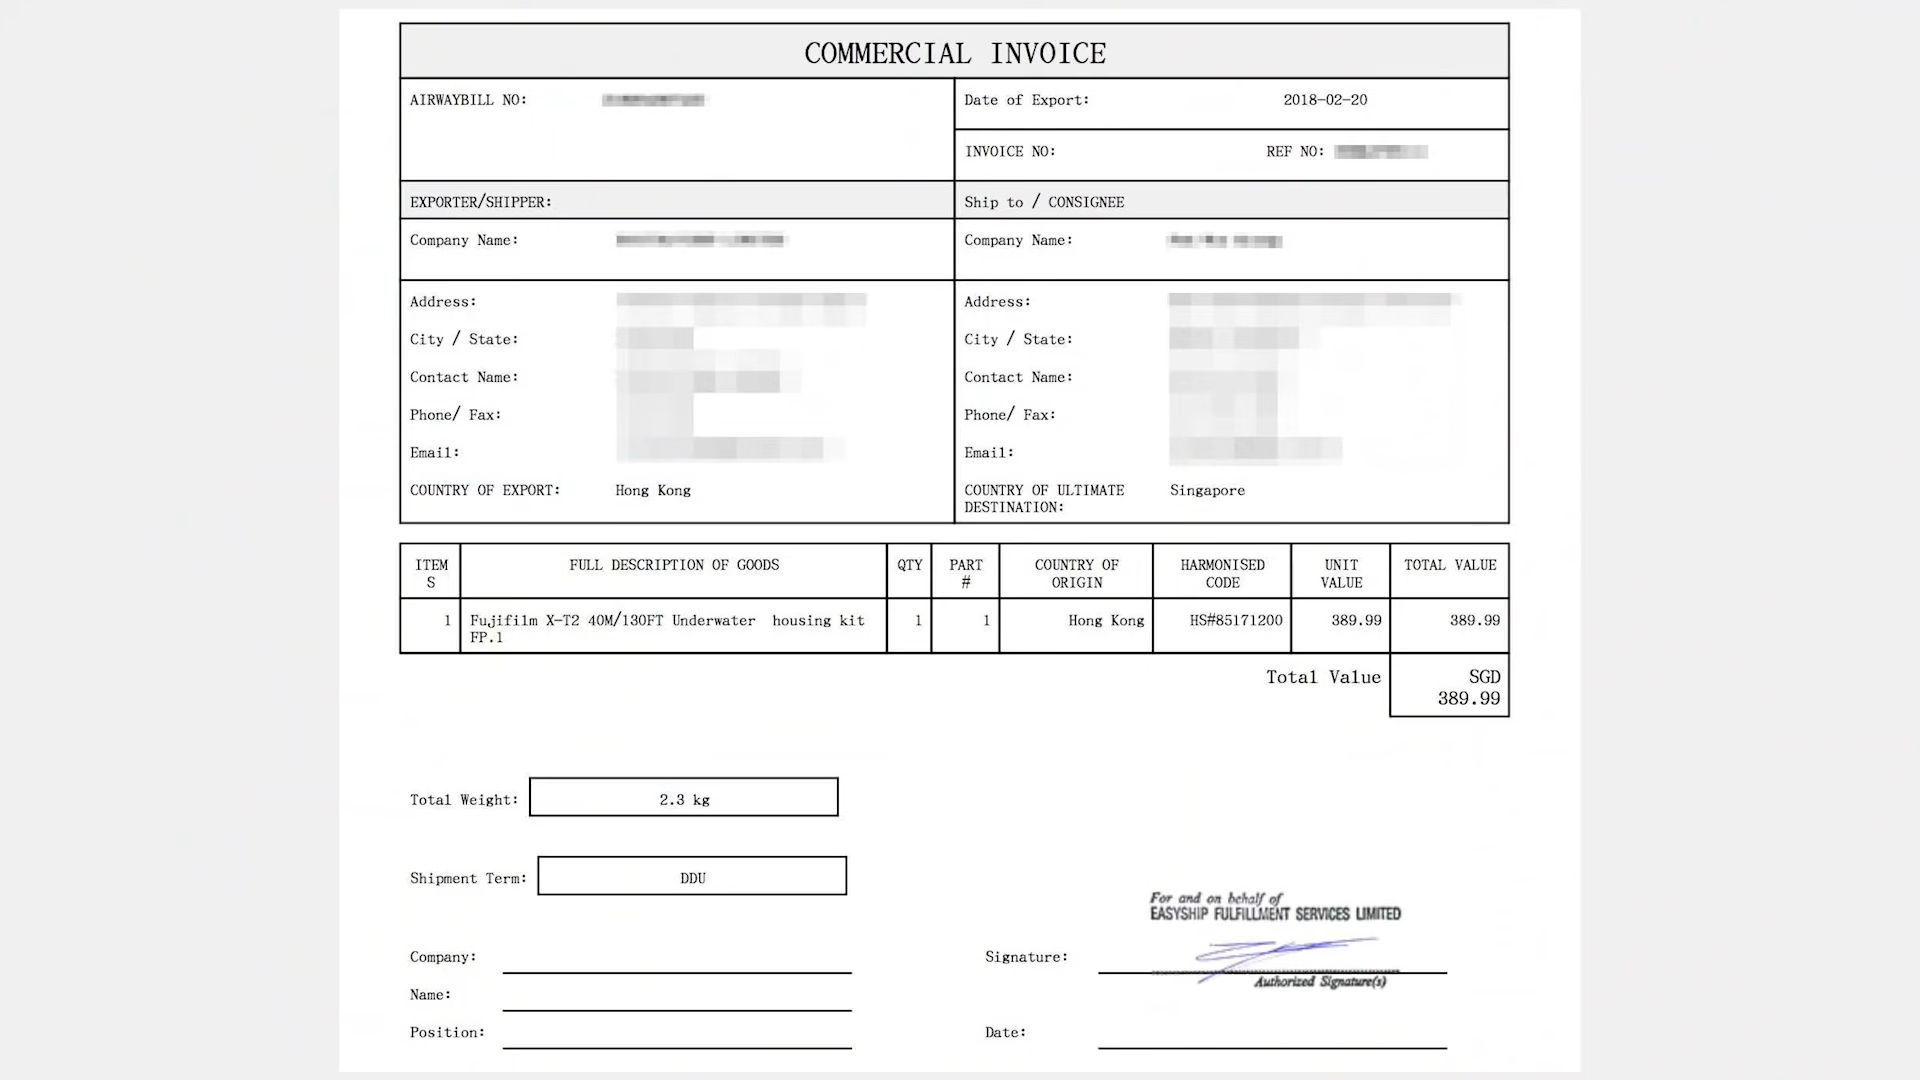 COMMERCIAL INVOICE
AIRWAYBILL NO:
Date of Export: 2018-02-20
INVOICE NO: REF NO:
EXPORTER/SHIPPER:
Ship to / CONSIGNEE
Company Name:
Company Name:
Address:
City / State:
Contact Name:
Phone/ Fax:
Email:
COUNTRY OF EXPORT: Hong Kong
Address:
City / State:
Contact Name:
Phone/ Fax:
Email:
COUNTRY OF ULTIMATE Singapore
DESTINATION:
ITEM FULL DESCRIPTION OF GOODS QTY PART COUNTRY OF HARMONISED UNIT TOTAL VALUE
S # ORIGIN CODE VALUE
1 Fujifilm X-T2 40M/130FT Underwater housing kit 1 1 Hong Kong HS#85171200 389.99 389.99
FP.1
Total Value SGD
389.99
Total Weight: 2.3 kg
Shipment Term: DDU
For and on behalf of
EASYSHIP FULFILLMENT SERVICES LIMITED
Company:
Signature:
Authorized Signature(s)
Name:
Position:
Date: